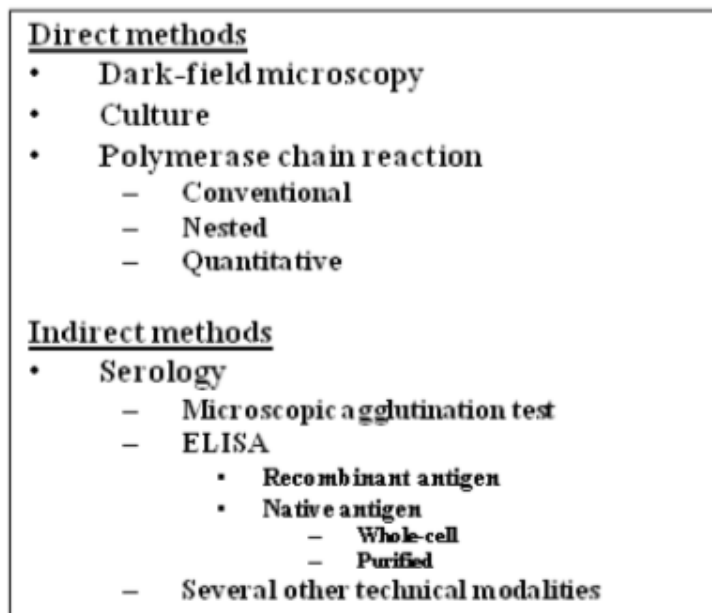 Direct methods
• Dark-field microscopy
• Culture
• Polymerase chain reaction
– Conventional
– Nested
– Quantitative
Indirect methods
• Serology
– Microscopic agglutination test
– ELISA
▪ Recombinant antigen
▪ Native antigen
– Whole-cell
– Purified
– Several other technical modalities